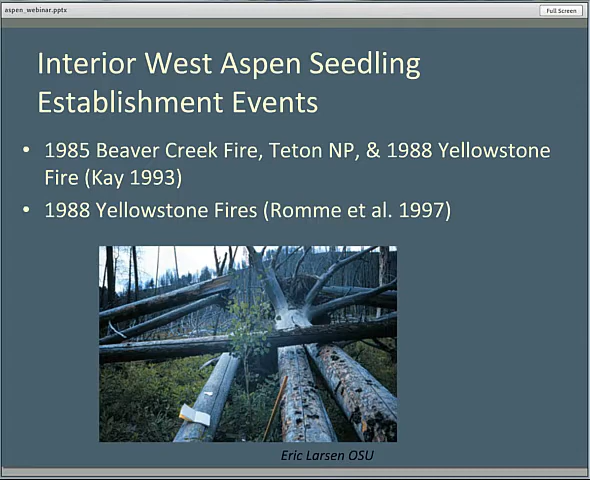 aspen_webinar.pptx
Full Screen
Interior West Aspen Seedling
Establishment Events
• 1985 Beaver Creek Fire, Teton NP, & 1988 Yellowstone
Fire (Kay 1993)
• 1988 Yellowstone Fires (Romme et al. 1997)
Eric Larsen OSU